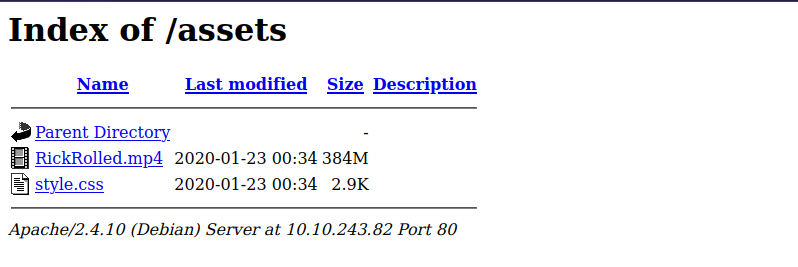 Index of /assets
Name Last modified Size Description
Parent Directory -
RickRolled.mp4 2020-01-23 00:34 384M
style.css 2020-01-23 00:34 2.9K
Apache/2.4.10 (Debian) Server at 10.10.243.82 Port 80